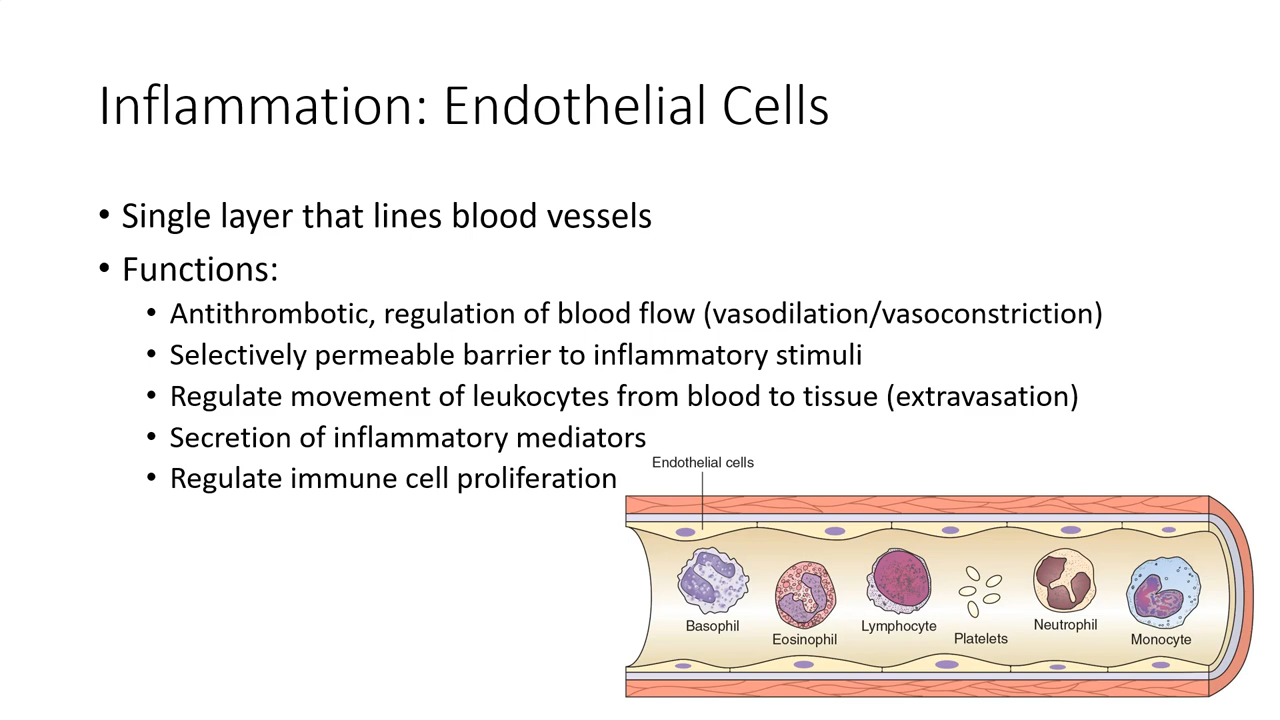 Inflammation: Endothelial Cells
• Single layer that lines blood vessels
• Functions:
• Antithrombotic, regulation of blood flow (vasodilation/vasoconstriction)
• Selectively permeable barrier to inflammatory stimuli
• Regulate movement of leukocytes from blood to tissue (extravasation)
• Secretion of inflammatory mediators
• Regulate immune cell proliferation
Endothelial cells
Basophil
Eosinophil
Lymphocyte
Platelets
Neutrophil
Monocyte